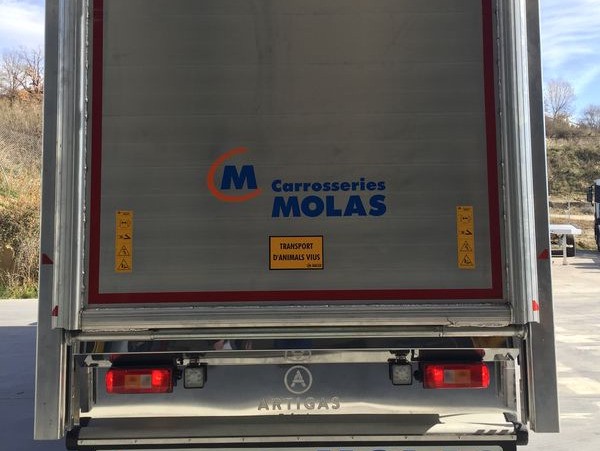 M
Carrosseries
MOLAS
TRANSPORT
D'ANIMALS VIUS
A
ARTIGAS